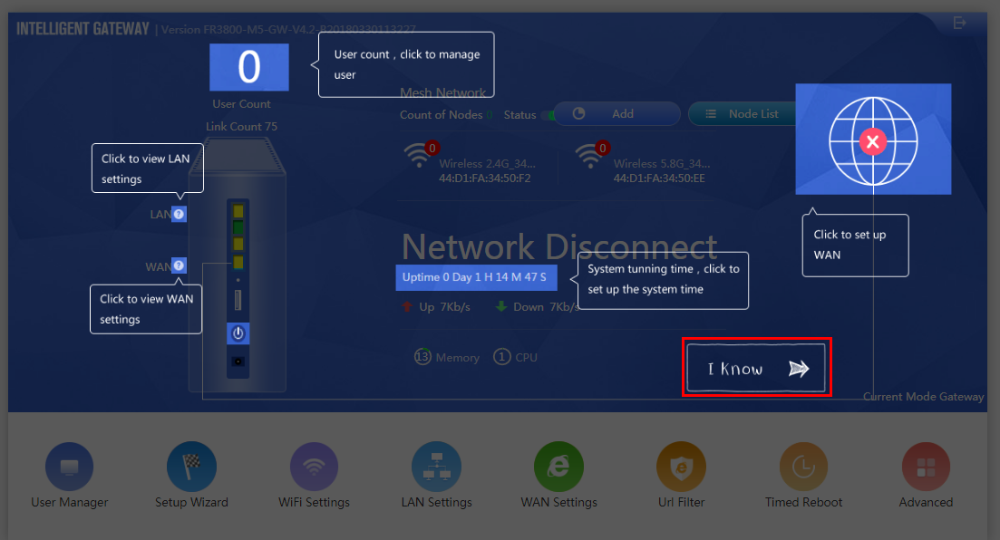 INTELLIGENT GATEWAY | Version FR3800-M5-GW-V4.2-B20180330113227
0
User count , click to manage
user
User Count
Link Count 75
Mesh Network
Count of Nodes 0 Status
Add
Node List
Click to view LAN
settings
LAN ?
WAN ?
Click to view WAN
settings
0
Wireless 2.4G_34...
44:D1:FA:34:50:F2
0
Wireless 5.8G_34...
44:D1:FA:34:50:EE
Click to set up
WAN
Network Disconnect
Uptime 0 Day 1 H 14 M 47 S
System tunning time , click to
set up the system time
Up 7Kb/s
Down 7Kb/s
13 Memory
1 CPU
I Know
Current Mode Gateway
User Manager
Setup Wizard
WiFi Settings
LAN Settings
WAN Settings
Url Filter
Timed Reboot
Advanced